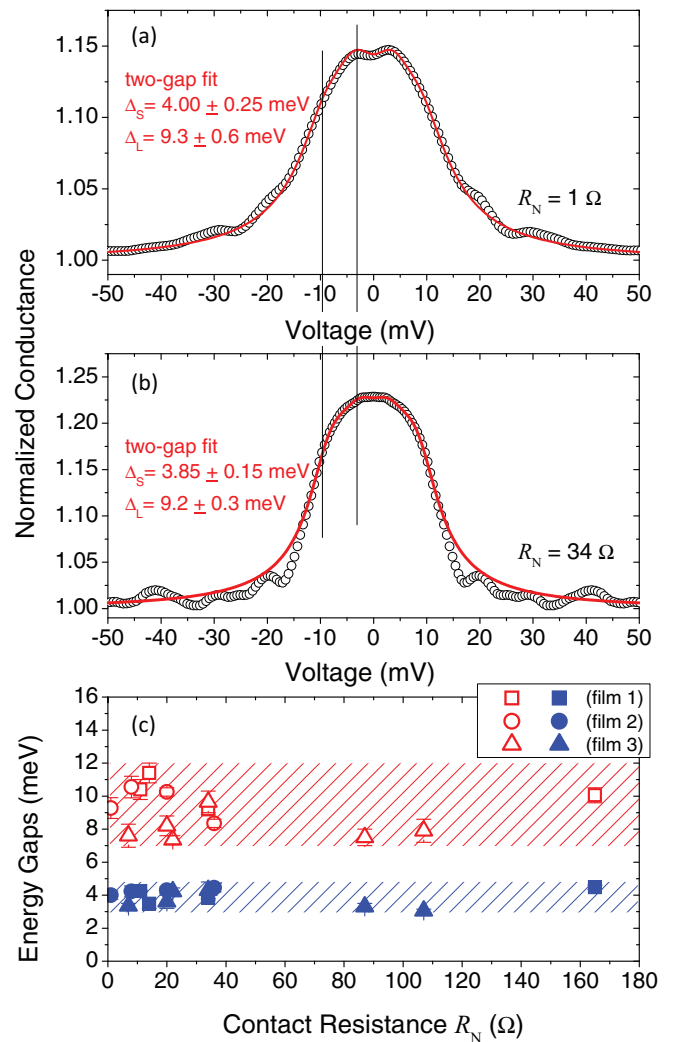 (a)
1.15
1.10
1.05
1.00
two-gap fit
Δ_S= 4.00 ± 0.25 meV
Δ_L= 9.3 ± 0.6 meV
R_N = 1 Ω
-50 -40 -30 -20 -10 0 10 20 30 40 50
Voltage (mV)
Normalized Conductance
(b)
1.25
1.20
1.15
1.10
1.05
1.00
two-gap fit
Δ_S= 3.85 ± 0.15 meV
Δ_L= 9.2 ± 0.3 meV
R_N = 34 Ω
-50 -40 -30 -20 -10 0 10 20 30 40 50
Voltage (mV)
(c)
(film 1)
(film 2)
(film 3)
Energy Gaps (meV)
16
14
12
10
8
6
4
2
0
0 20 40 60 80 100 120 140 160 180
Contact Resistance R_N (Ω)